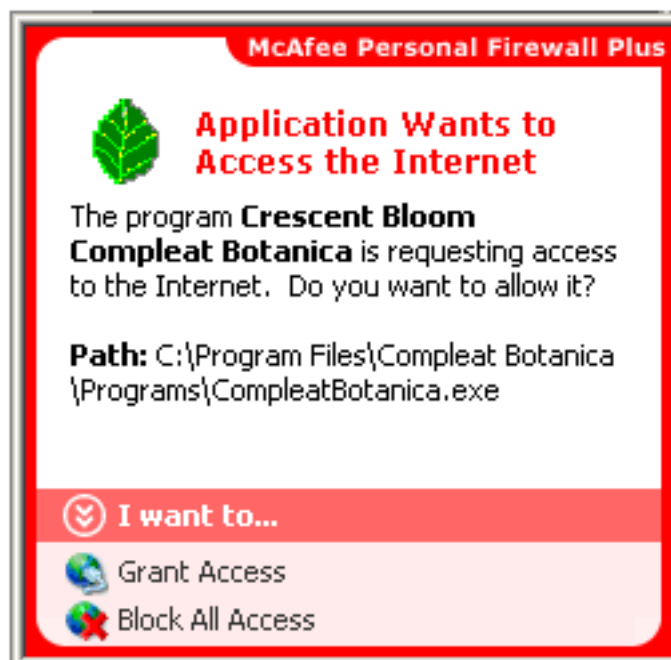 McAfee Personal Firewall Plus
Application Wants to
Access the Internet
The program Crescent Bloom
Compleat Botanica is requesting access
to the Internet.  Do you want to allow it?
Path: C:\Program Files\Compleat Botanica
\Programs\CompleatBotanica.exe
I want to...
Grant Access
Block All Access